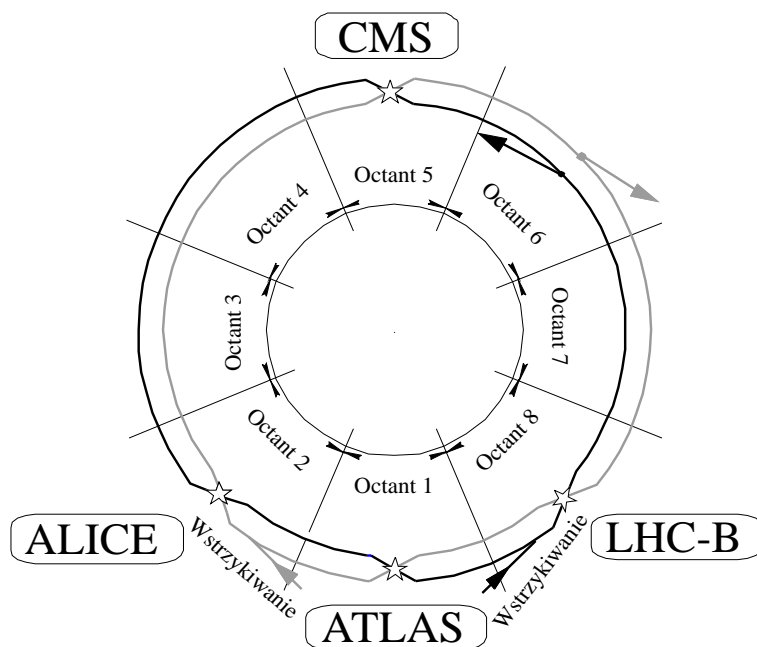 CMS
Octant 5
Octant 4
Octant 6
Octant 3
Octant 7
Octant 2
Octant 8
Octant 1
ALICE
Wstrzykiwanie
ATLAS
Wstrzykiwanie
LHC-B